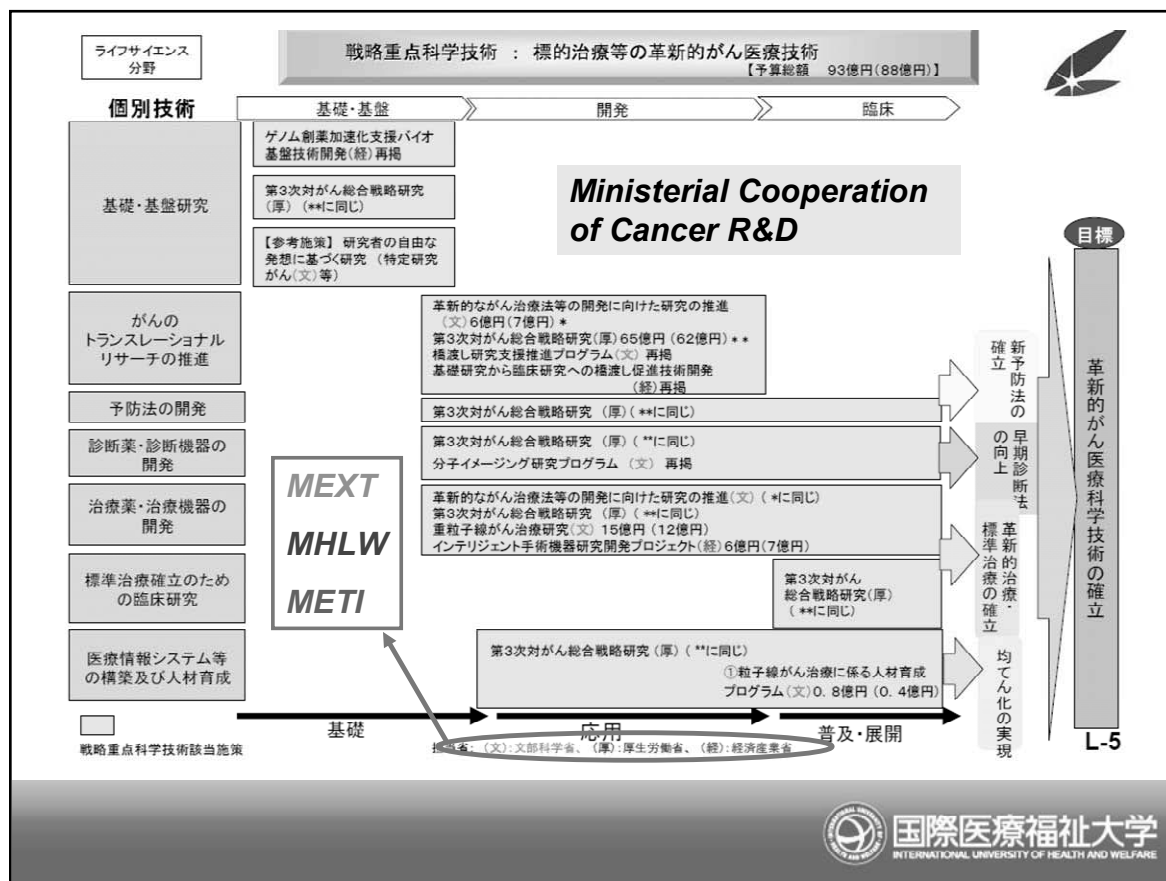 ライフサイエンス
分野
戦略重点科学技術 : 標的治療等の革新的がん医療技術
【予算総額 93億円(88億円)】
個別技術
基礎・基盤
開発
臨床
基礎・基盤研究
ゲノム創薬加速化支援バイオ
基盤技術開発(経)再掲
第3次対がん総合戦略研究
(厚) (**に同じ)
【参考施策】 研究者の自由な
発想に基づく研究 (特定研究
がん(文)等)
Ministerial Cooperation
of Cancer R&D
がんの
トランスレーショナル
リサーチの推進
革新的ながん治療法等の開発に向けた研究の推進
(文)6億円(7億円) *
第3次対がん総合戦略研究(厚)65億円(62億円)**
橋渡し研究支援推進プログラム(文) 再掲
基礎研究から臨床研究への橋渡し促進技術開発
(経)再掲
予防法の開発
第3次対がん総合戦略研究 (厚)(**に同じ)
診断薬・診断機器の
開発
第3次対がん総合戦略研究 (厚)( **に同じ)
分子イメージング研究プログラム (文) 再掲
治療薬・治療機器の
開発
革新的ながん治療法等の開発に向けた研究の推進(文) ( *に同じ)
第3次対がん総合戦略研究 (厚) ( **に同じ)
重粒子線がん治療研究(文) 15億円 (12億円)
インテリジェント手術機器研究開発プロジェクト(経)6億円(7億円)
標準治療確立のため
の臨床研究
第3次対がん
総合戦略研究(厚)
( **に同じ)
医療情報システム等
の構築及び人材育成
第3次対がん総合戦略研究(厚) ( **に同じ)
①粒子線がん治療に係る人材育成
プログラム(文)0.8億円 (0.4億円)
MEXT
MHLW
METI
新予防法の
確立
早期診断法
の向上
革新的治療・
標準治療の確立
均てん化の実現
目標
革新的がん医療科学技術の確立
基礎
応用
普及・展開
戦略重点科学技術該当施策
担当省: (文):文部科学省、(厚):厚生労働省、(経):経済産業省
L-5
国際医療福祉大学
INTERNATIONAL UNIVERSITY OF HEALTH AND WELFARE